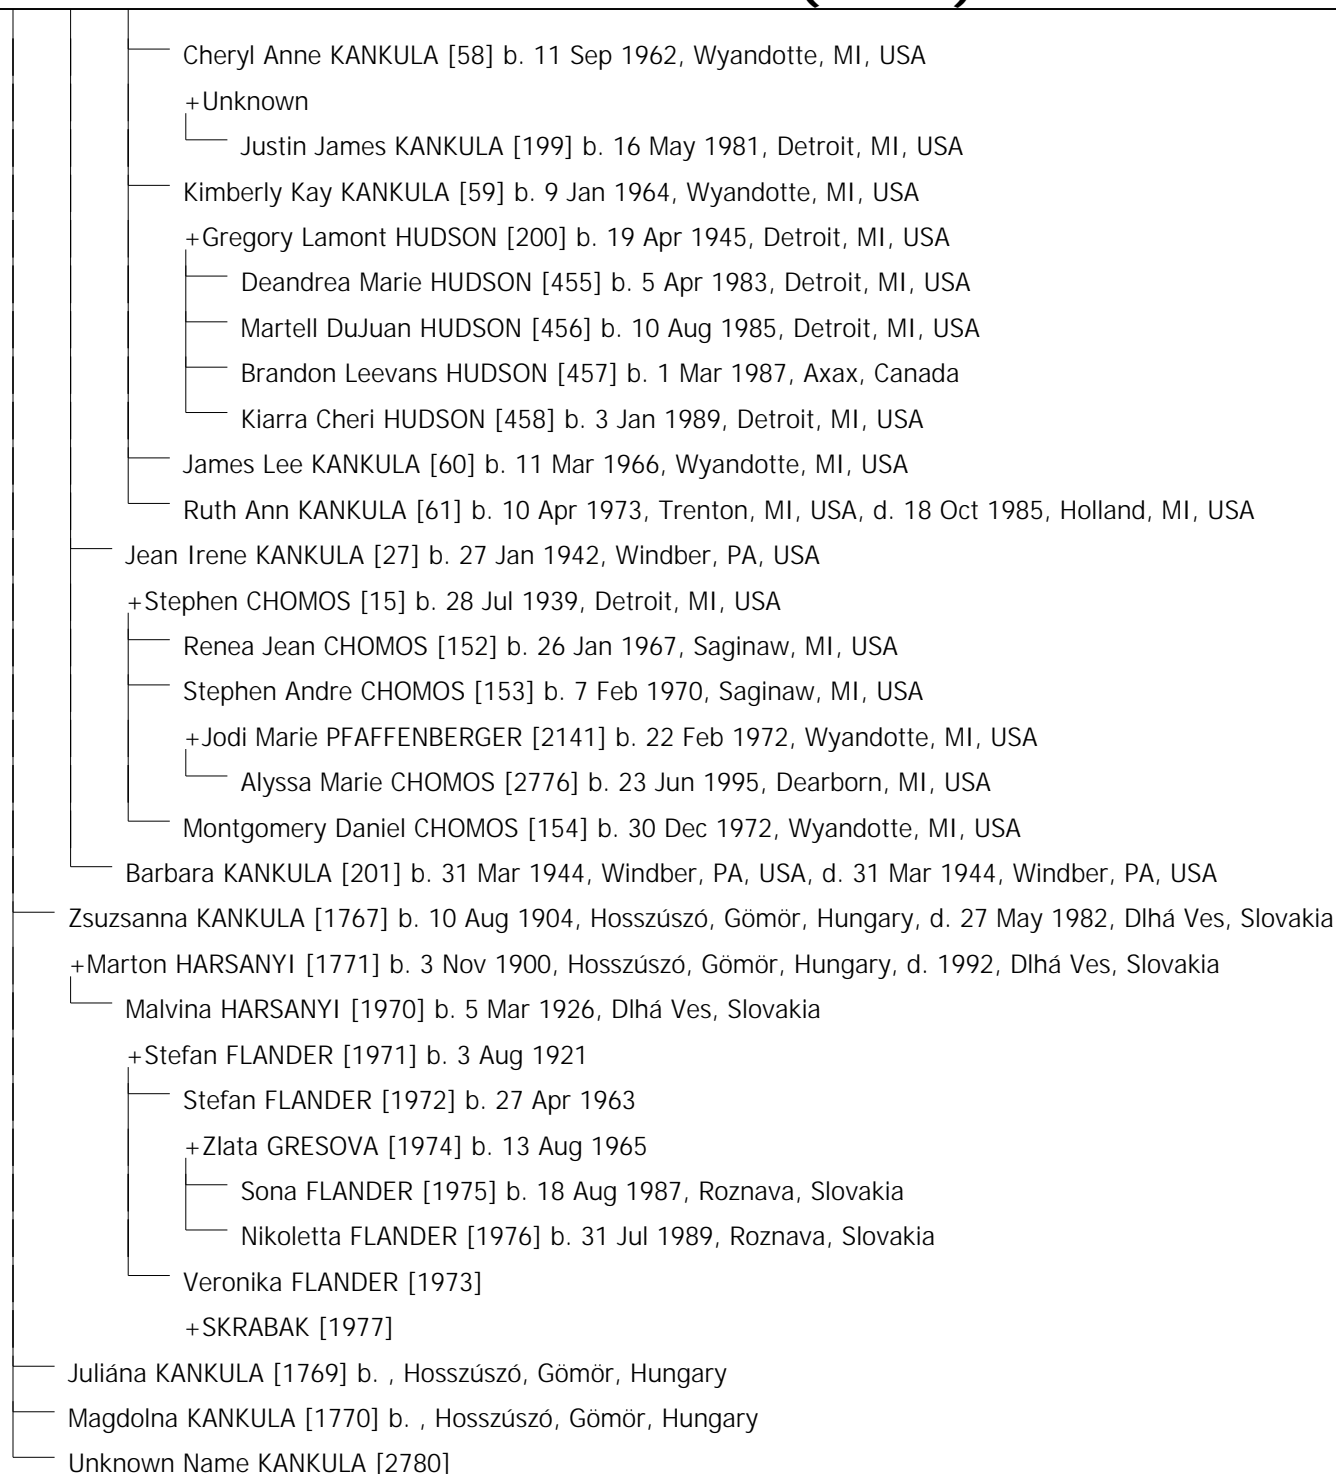 Cheryl Anne KANKULA [58] b. 11 Sep 1962, Wyandotte, MI, USA
+Unknown
Justin James KANKULA [199] b. 16 May 1981, Detroit, MI, USA
Kimberly Kay KANKULA [59] b. 9 Jan 1964, Wyandotte, MI, USA
+Gregory Lamont HUDSON [200] b. 19 Apr 1945, Detroit, MI, USA
Deandrea Marie HUDSON [455] b. 5 Apr 1983, Detroit, MI, USA
Martell DuJuan HUDSON [456] b. 10 Aug 1985, Detroit, MI, USA
Brandon Leevans HUDSON [457] b. 1 Mar 1987, Axax, Canada
Kiarra Cheri HUDSON [458] b. 3 Jan 1989, Detroit, MI, USA
James Lee KANKULA [60] b. 11 Mar 1966, Wyandotte, MI, USA
Ruth Ann KANKULA [61] b. 10 Apr 1973, Trenton, MI, USA, d. 18 Oct 1985, Holland, MI, USA
Jean Irene KANKULA [27] b. 27 Jan 1942, Windber, PA, USA
+Stephen CHOMOS [15] b. 28 Jul 1939, Detroit, MI, USA
Renea Jean CHOMOS [152] b. 26 Jan 1967, Saginaw, MI, USA
Stephen Andre CHOMOS [153] b. 7 Feb 1970, Saginaw, MI, USA
+Jodi Marie PFAFFENBERGER [2141] b. 22 Feb 1972, Wyandotte, MI, USA
Alyssa Marie CHOMOS [2776] b. 23 Jun 1995, Dearborn, MI, USA
Montgomery Daniel CHOMOS [154] b. 30 Dec 1972, Wyandotte, MI, USA
Barbara KANKULA [201] b. 31 Mar 1944, Windber, PA, USA, d. 31 Mar 1944, Windber, PA, USA
Zsuzsanna KANKULA [1767] b. 10 Aug 1904, Hosszúszó, Gömör, Hungary, d. 27 May 1982, Dlhá Ves, Slovakia
+Marton HARSANYI [1771] b. 3 Nov 1900, Hosszúszó, Gömör, Hungary, d. 1992, Dlhá Ves, Slovakia
Malvina HARSANYI [1970] b. 5 Mar 1926, Dlhá Ves, Slovakia
+Stefan FLANDER [1971] b. 3 Aug 1921
Stefan FLANDER [1972] b. 27 Apr 1963
+Zlata GRESOVA [1974] b. 13 Aug 1965
Sona FLANDER [1975] b. 18 Aug 1987, Roznava, Slovakia
Nikoletta FLANDER [1976] b. 31 Jul 1989, Roznava, Slovakia
Veronika FLANDER [1973]
+SKRABAK [1977]
Juliána KANKULA [1769] b. , Hosszúszó, Gömör, Hungary
Magdolna KANKULA [1770] b. , Hosszúszó, Gömör, Hungary
Unknown Name KANKULA [2780]